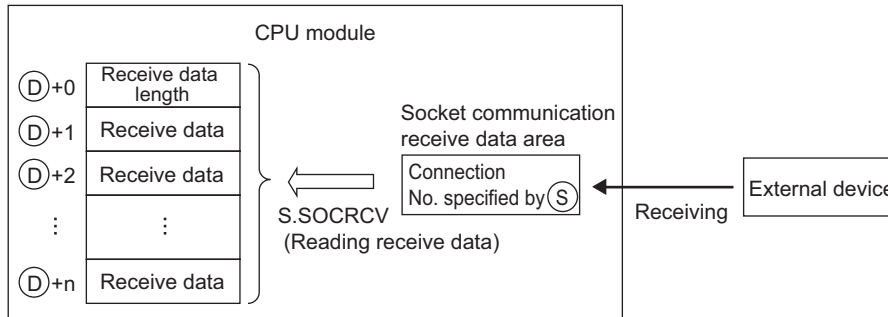 CPU module
D+0 Receive data
length
D+1 Receive data
D+2 Receive data
⋮ ⋮
D+n Receive data
S.SOCRCV
(Reading receive data)
Socket communication
receive data area
Connection
No. specified by S
Receiving
External device